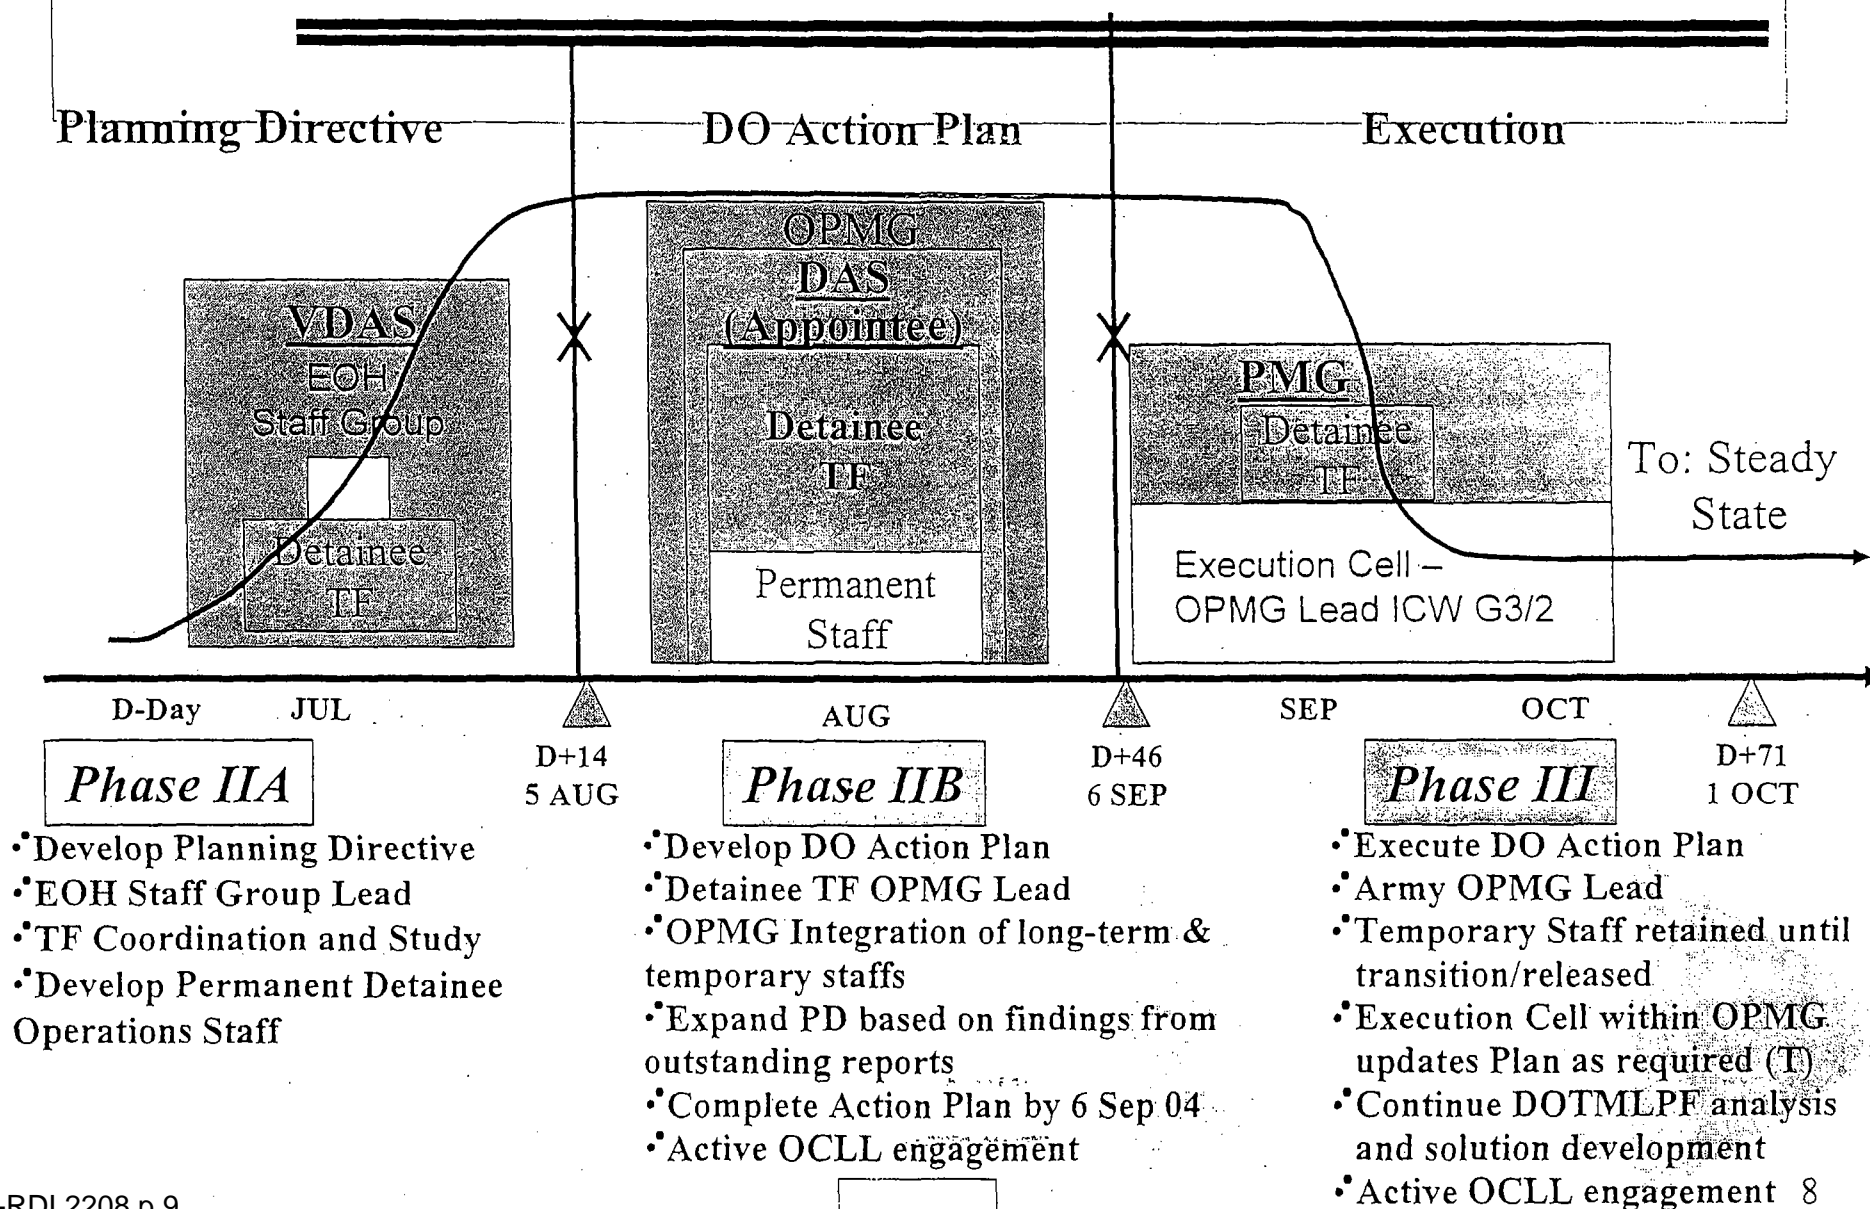 Planning Directive
DO Action Plan
Execution
VDAS
EOH
Staff Group
Detainee
TF
OPMG
DAS
(Appointee)
Detainee
TF
Permanent
Staff
PMG
Detainee
TF
Execution Cell –
OPMG Lead ICW G3/2
To: Steady
State
D-Day
JUL
AUG
SEP
OCT
D+14
5 AUG
D+46
6 SEP
D+71
1 OCT
Phase IIA
•Develop Planning Directive
•EOH Staff Group Lead
•TF Coordination and Study
•Develop Permanent Detainee
Operations Staff
Phase IIB
•Develop DO Action Plan
•Detainee TF OPMG Lead
•OPMG Integration of long-term &
temporary staffs
•Expand PD based on findings from
outstanding reports
•Complete Action Plan by 6 Sep 04
•Active OCLL engagement
Phase III
•Execute DO Action Plan
•Army OPMG Lead
•Temporary Staff retained until
transition/released
•Execution Cell within OPMG
updates Plan as required (T)
•Continue DOTMLPF analysis
and solution development
•Active OCLL engagement
8
-RDI 2208 p.9